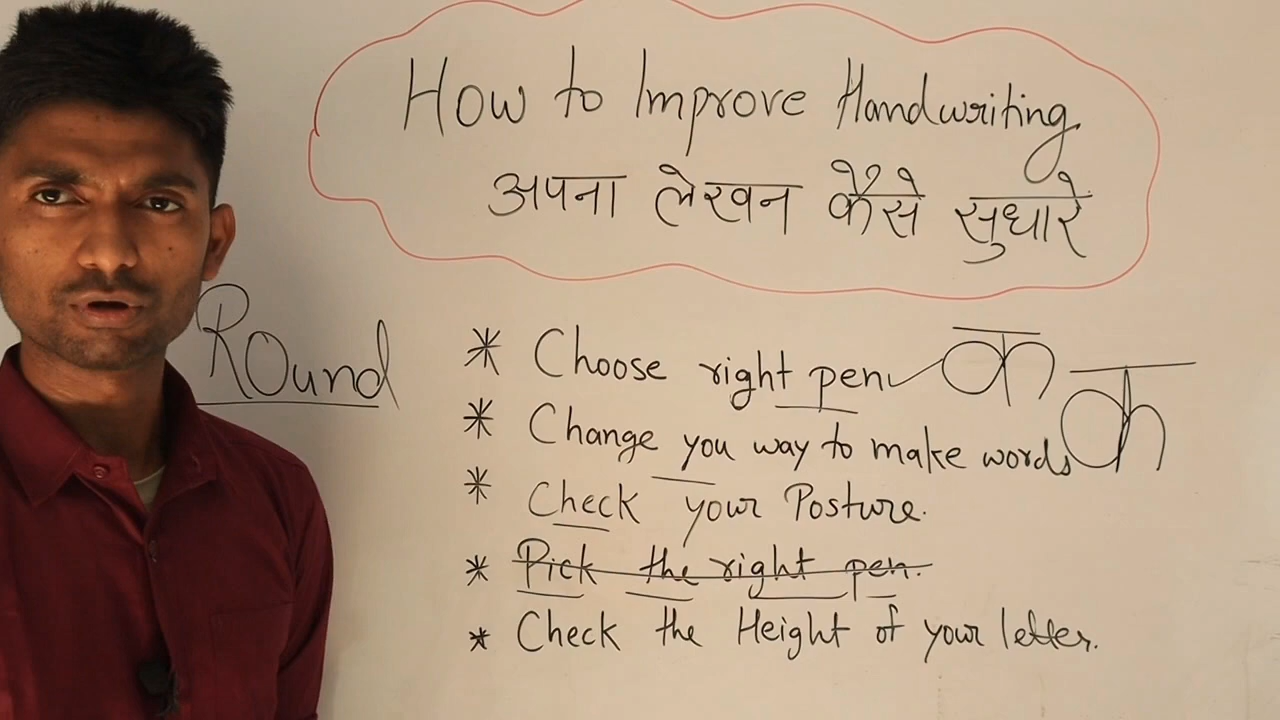 How to Improve Handwriting
अपना लेखन कैसे सुधारे
Round
* Choose right pen क क
* Change you way to make words
* Check your Posture.
* Pick the right pen.
* Check the Height of your letter.